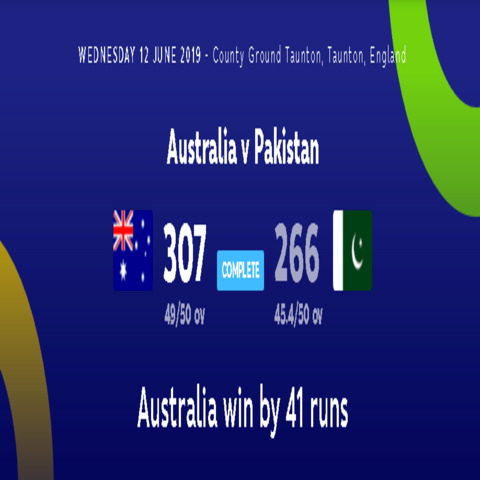 WEDNESDAY 12 JUNE 2019 - County Ground Taunton, Taunton, England
Australia v Pakistan
307 COMPLETE 266
49/50 ov 45.4/50 ov
Australia win by 41 runs